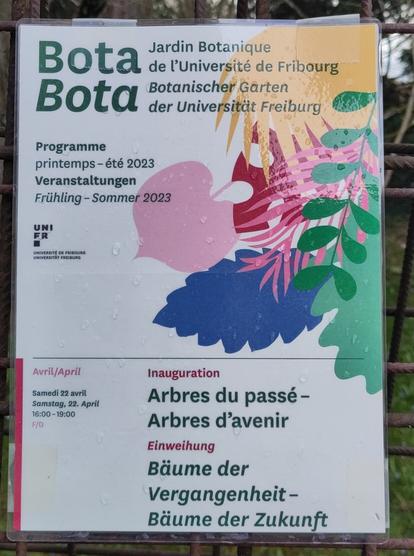 Bota
Bota
Jardin Botanique
de l'Université de Fribourg
Botanischer Garten
der Universität Freiburg
Programme
printemps – été 2023
Veranstaltungen
Frühling – Sommer 2023
UNI
FR
UNIVERSITÉ DE FRIBOURG
UNIVERSITÄT FREIBURG
Avril/April
Samedi 22 avril
Samstag, 22. April
16:00 – 19:00
F/D
Inauguration
Arbres du passé –
Arbres d'avenir
Einweihung
Bäume der
Vergangenheit –
Bäume der Zukunft